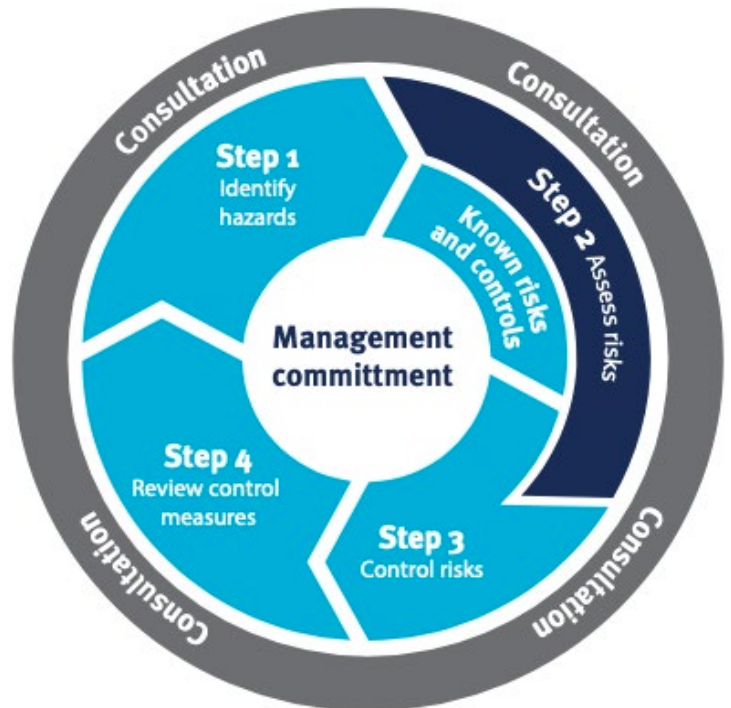 Consultation
Consultation
Step 1
Identify
hazards
Step 2 Assess risks
Known risks
and controls
Management
committment
Step 4
Review control
measures
Step 3
Control risks
Consultation
Consultation